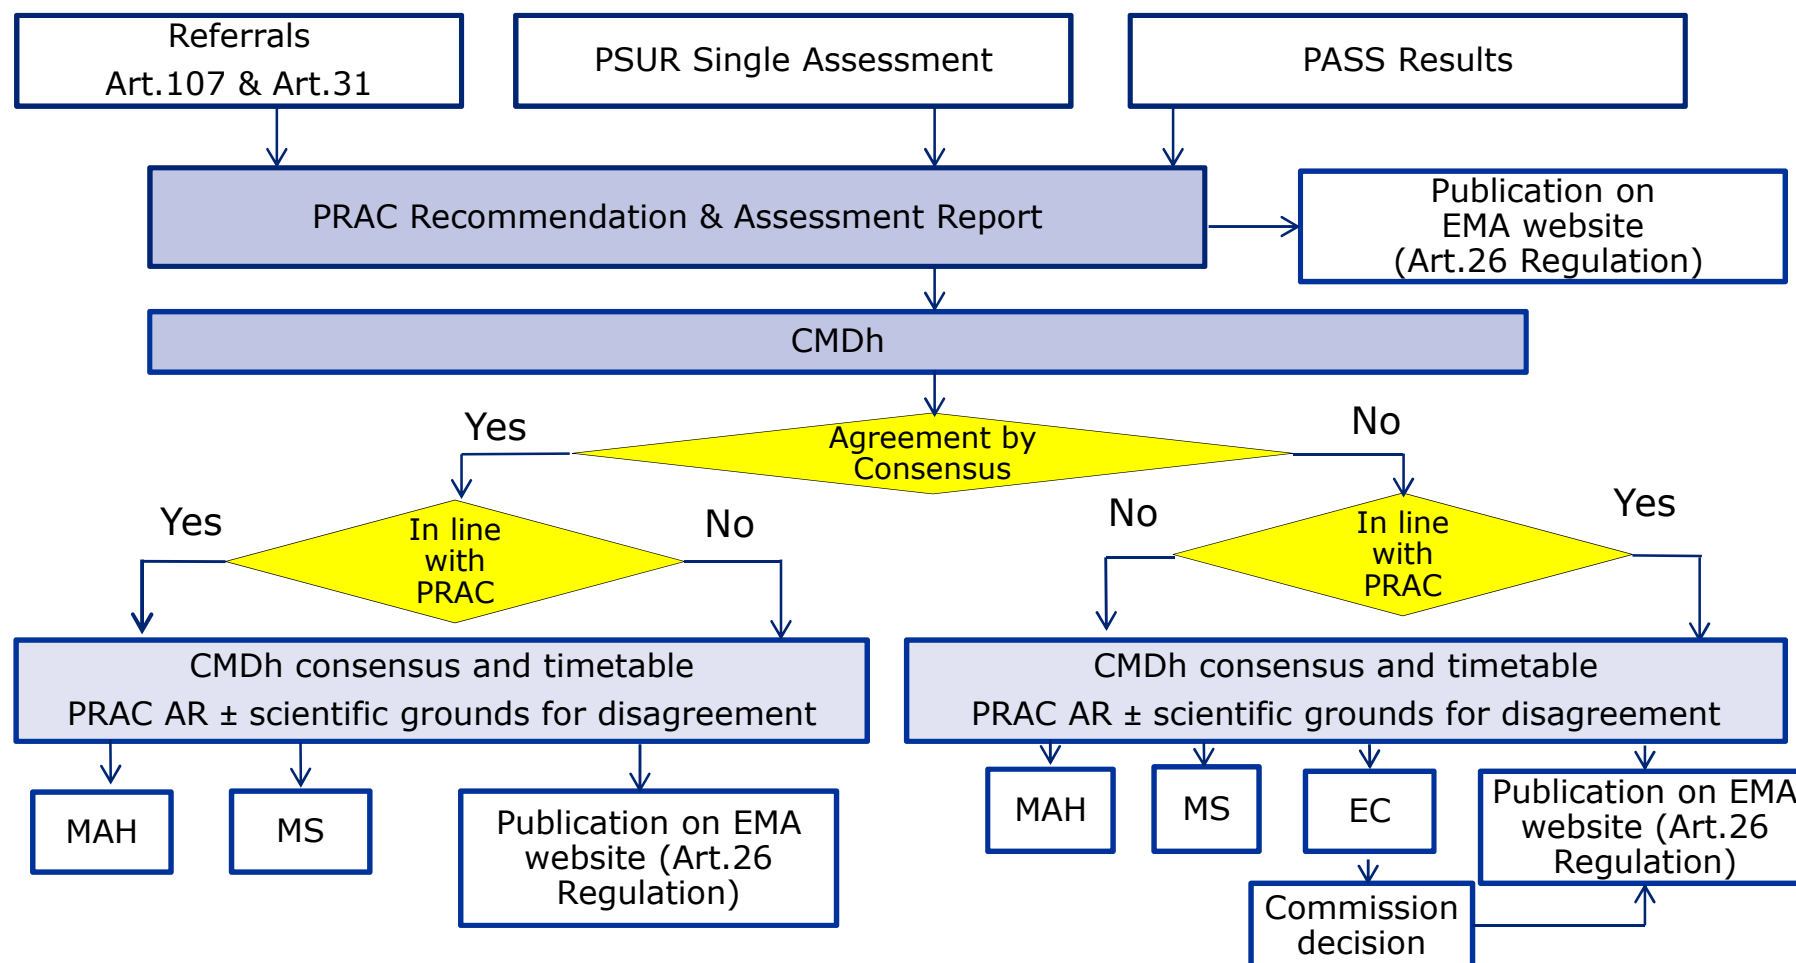 Referrals
Art.107 & Art.31
PSUR Single Assessment
PASS Results
PRAC Recommendation & Assessment Report
Publication on
EMA website
(Art.26 Regulation)
CMDh
Yes
Agreement by
Consensus
No
Yes
In line
with
PRAC
No
No
In line
with
PRAC
Yes
CMDh consensus and timetable
PRAC AR ± scientific grounds for disagreement
CMDh consensus and timetable
PRAC AR ± scientific grounds for disagreement
MAH
MS
Publication on EMA
website (Art.26
Regulation)
MAH
MS
EC
Publication on EMA
website (Art.26
Regulation)
Commission
decision